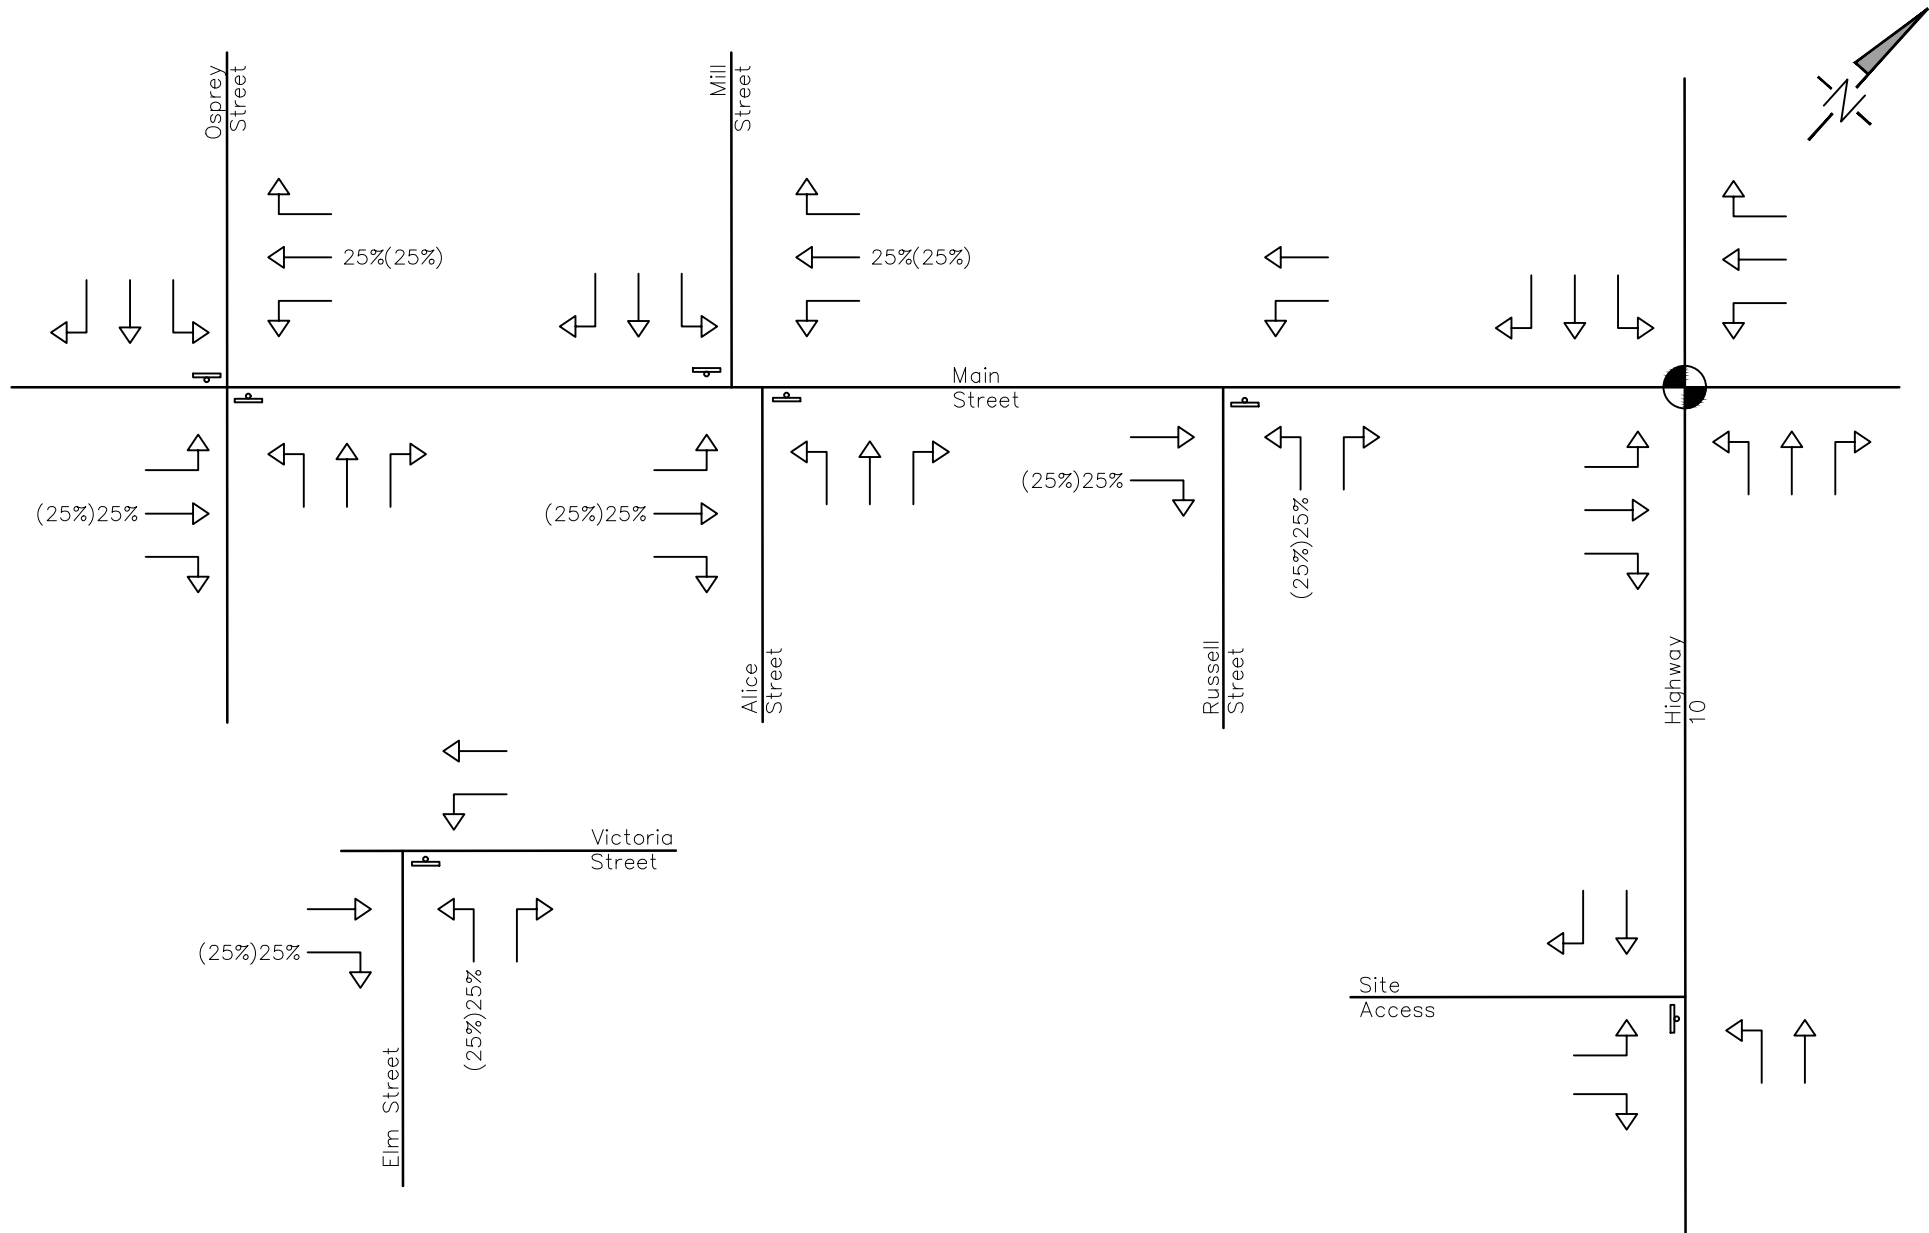 Osprey
Street
Mill
Street
N
25%(25%)
25%(25%)
Main
Street
(25%)25%
(25%)25%
(25%)25%
(25%)25%
Alice
Street
Russell
Street
Highway
10
Victoria
Street
(25%)25%
(25%)25%
Elm Street
Site
Access